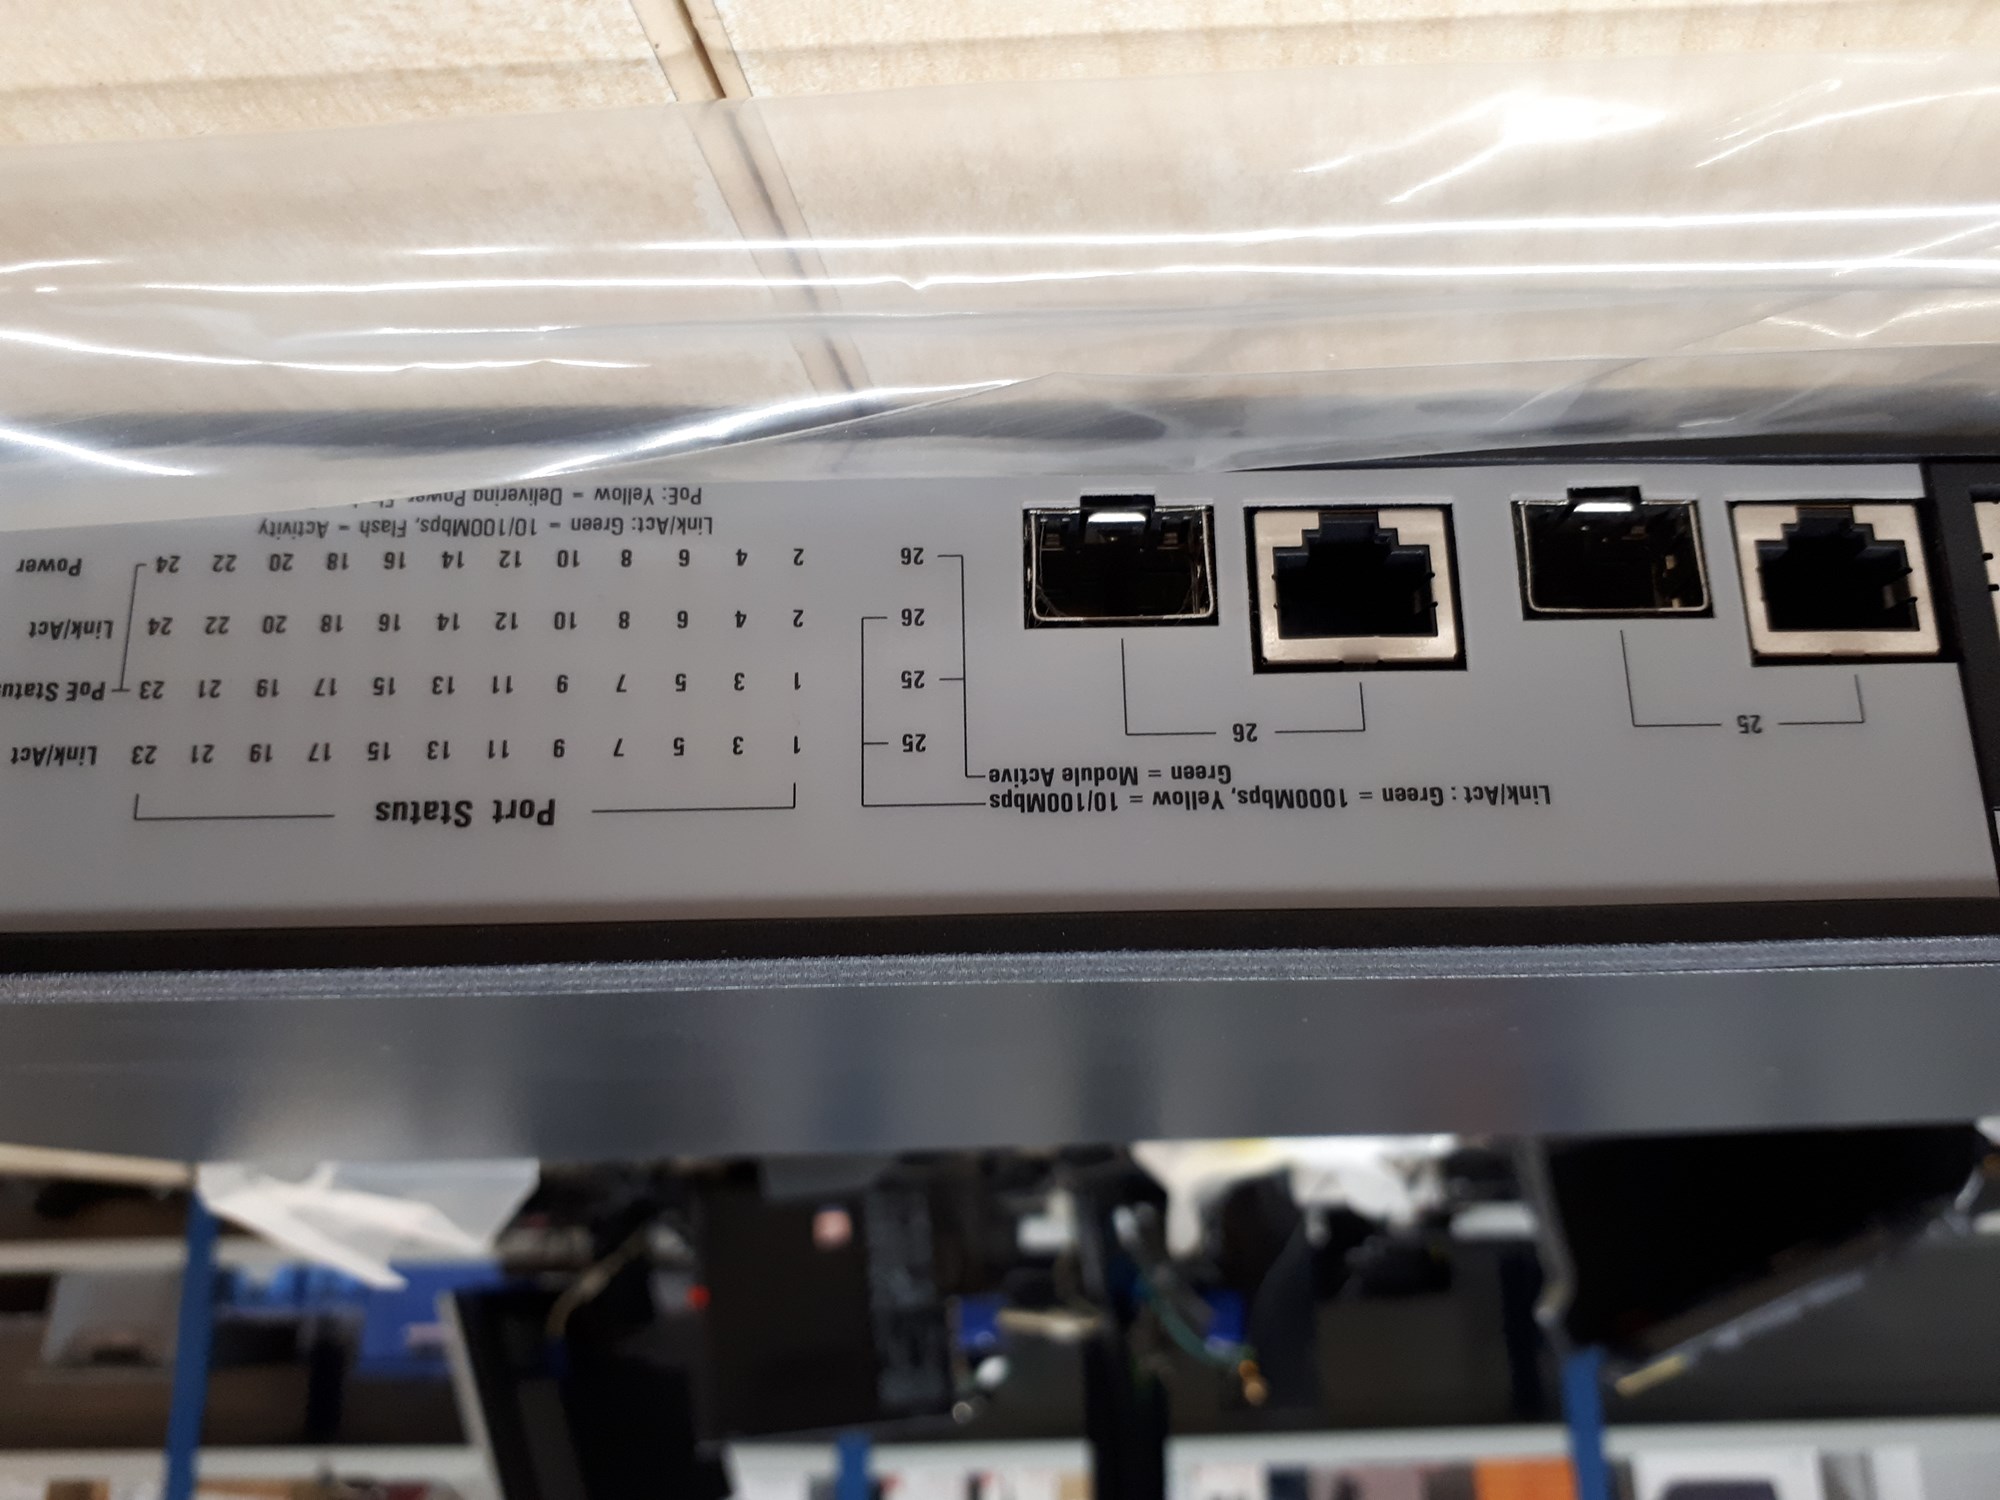 Port Status
Link/Act : Green = 1000Mbps, Yellow = 10/100Mbps
Green = Module Active
25 26
25 1 3 5 7 9 11 13 15 17 19 21 23 Link/Act
25 1 3 5 7 9 11 13 15 17 19 21 23 PoE Status
26 2 4 6 8 10 12 14 16 18 20 22 24 Link/Act
26 2 4 6 8 10 12 14 16 18 20 22 24 Power
Link/Act: Green = 10/100Mbps, Flash = Activity
PoE: Yellow = Delivering Power,